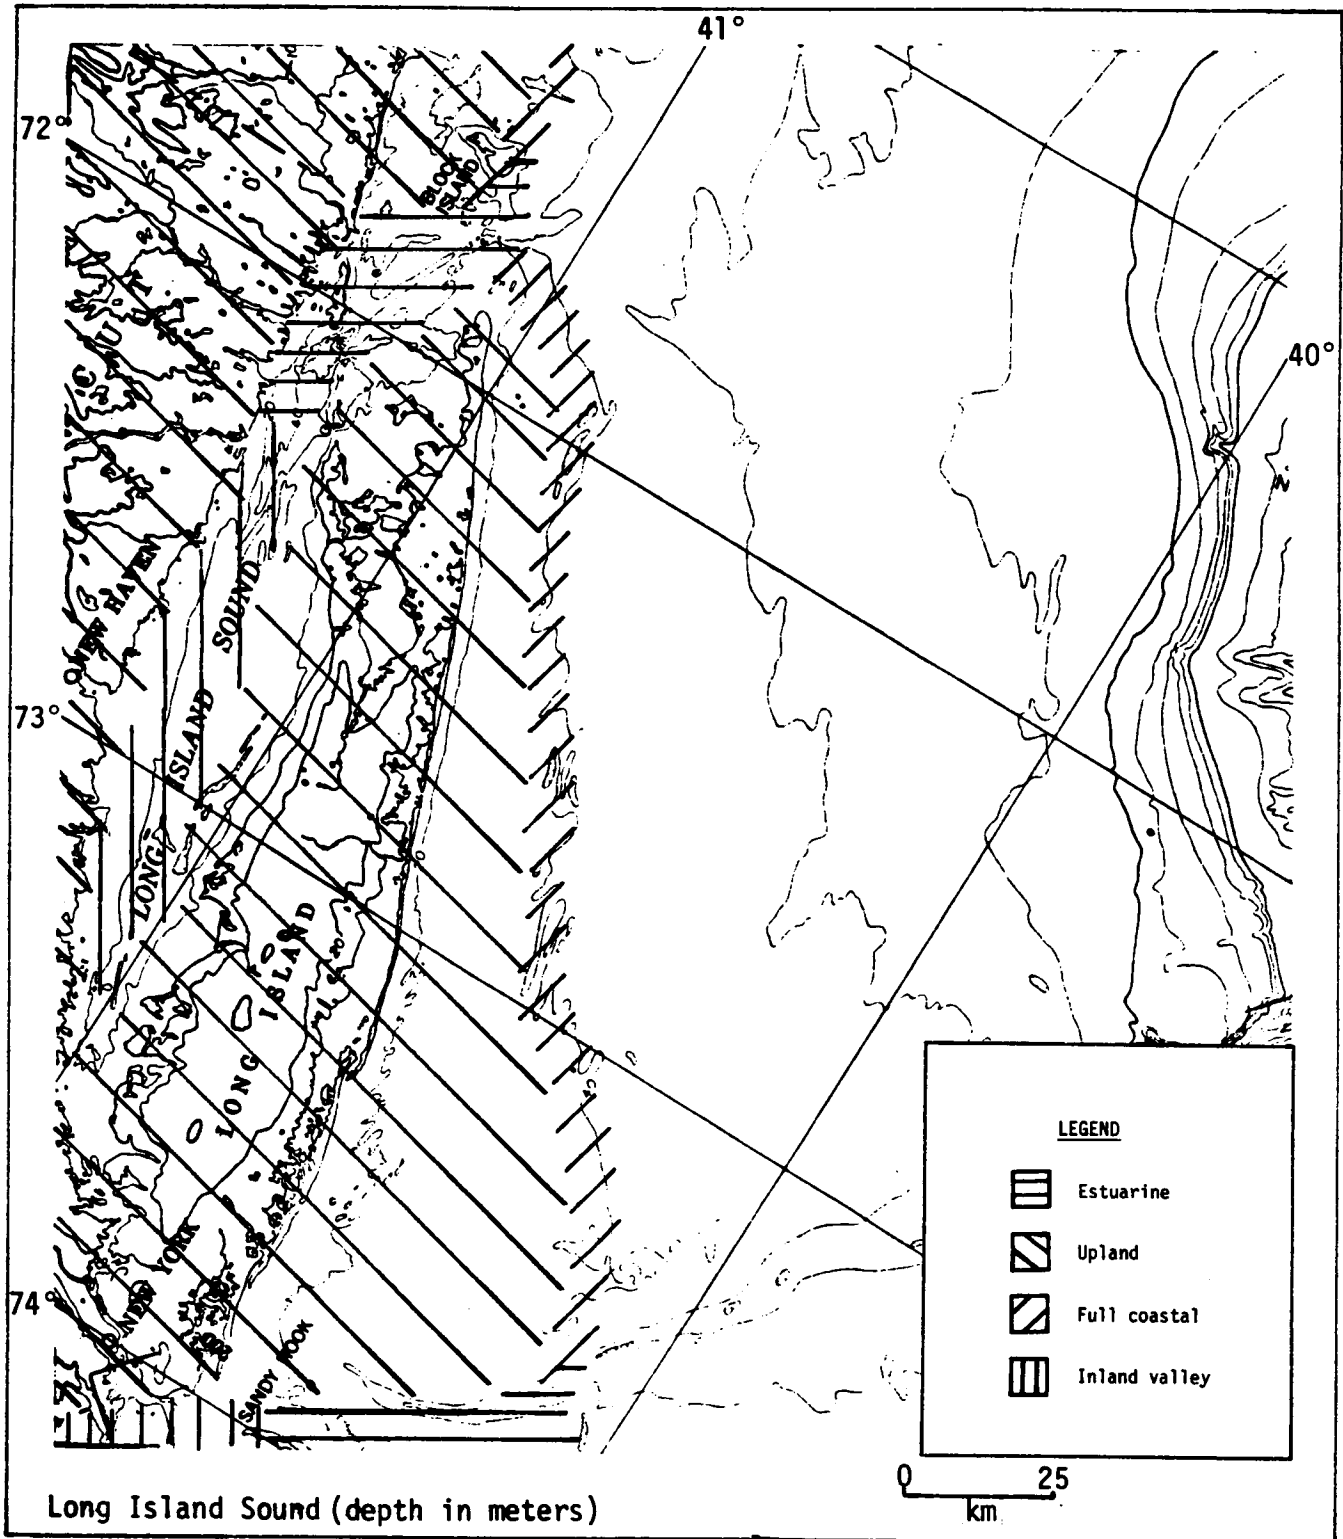 41°
72°
BLOCK
ISLAND
40°
NEW HAVEN
SOUND
73°
ISLAND
LONG
ISLAND
LONG
LEGEND
Estuarine
Upland
Full coastal
Inland valley
NEW YORK
74°
SANDY HOOK
0 25
km
Long Island Sound (depth in meters)